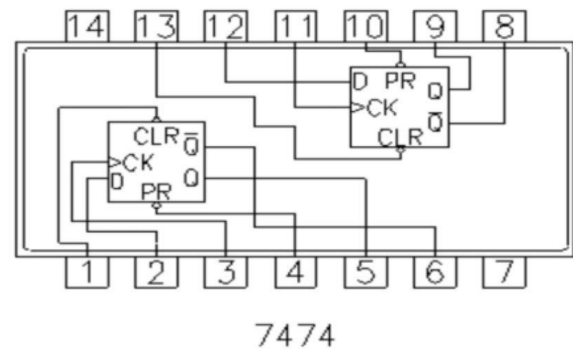 14 13 12 11 10 9 8
D PR Q
CK Q̅
CLR
CLR Q̅
CK
D Q
PR
1 2 3 4 5 6 7
7474